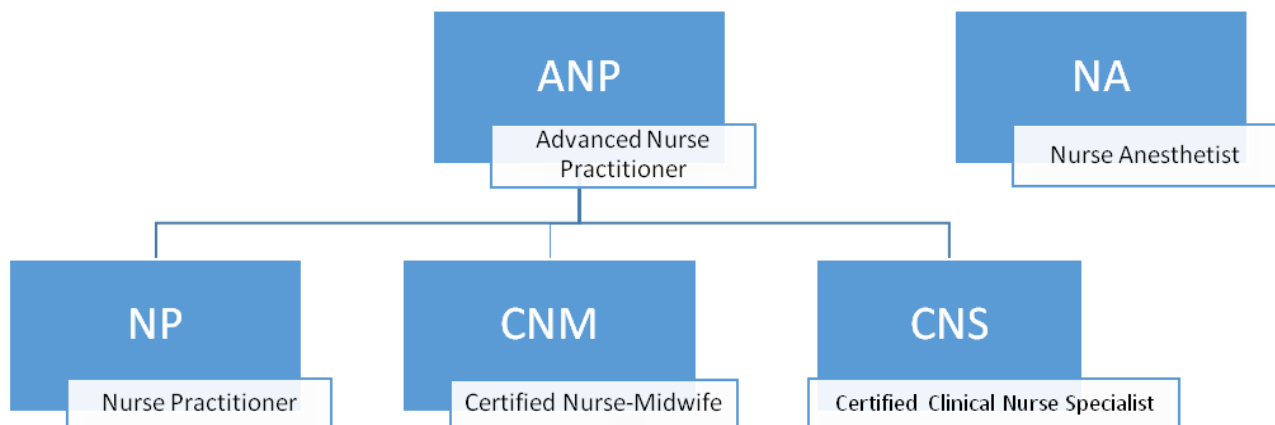 ANP
Advanced Nurse
Practitioner
NA
Nurse Anesthetist
NP
Nurse Practitioner
CNM
Certified Nurse-Midwife
CNS
Certified Clinical Nurse Specialist